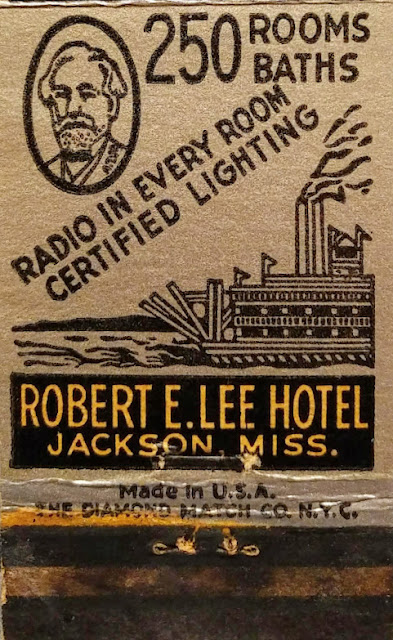 250 ROOMS
BATHS
RADIO IN EVERY ROOM
CERTIFIED LIGHTING
ROBERT E. LEE HOTEL
JACKSON, MISS.
Made in U.S.A.
THE DIAMOND MATCH CO. N.Y.C.